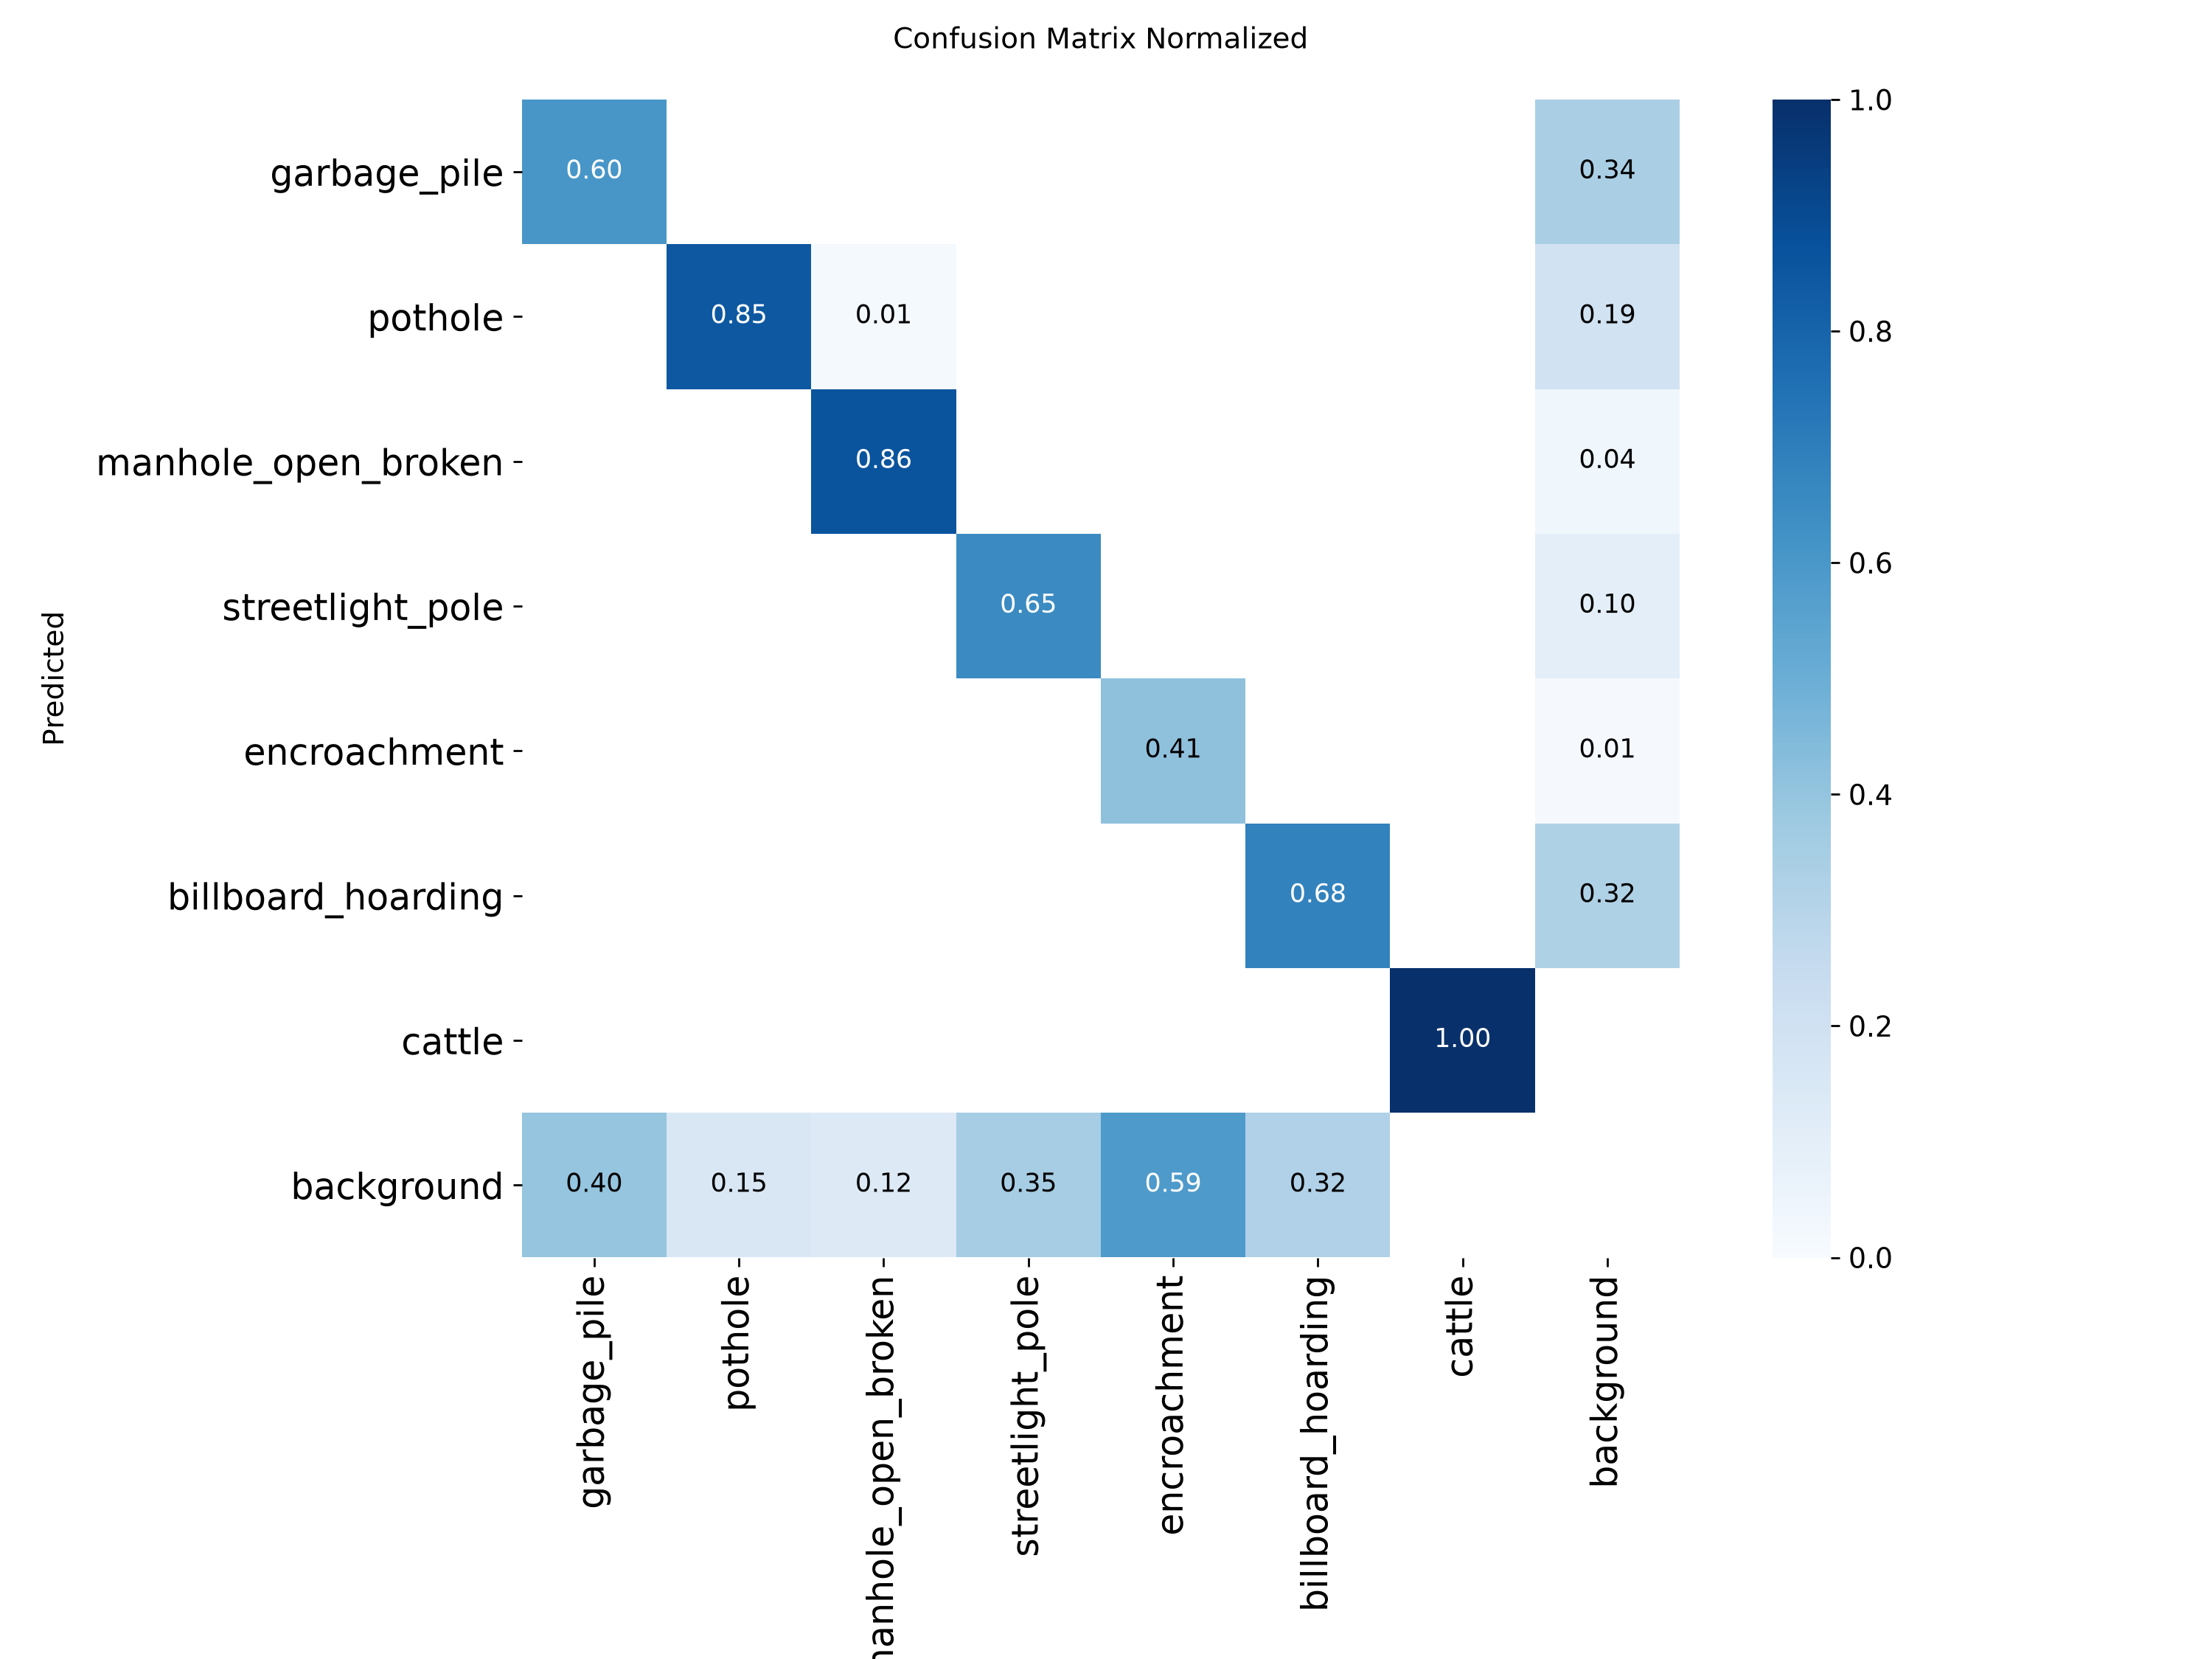 Confusion Matrix Normalized
garbage_pile 0.60 0.34
pothole 0.85 0.01 0.19
manhole_open_broken 0.86 0.04
streetlight_pole 0.65 0.10
encroachment 0.41 0.01
billboard_hoarding 0.68 0.32
cattle 1.00
background 0.40 0.15 0.12 0.35 0.59 0.32
Predicted
garbage_pile
pothole
anhole_open_broken
streetlight_pole
encroachment
billboard_hoarding
cattle
background
1.0
0.8
0.6
0.4
0.2
0.0